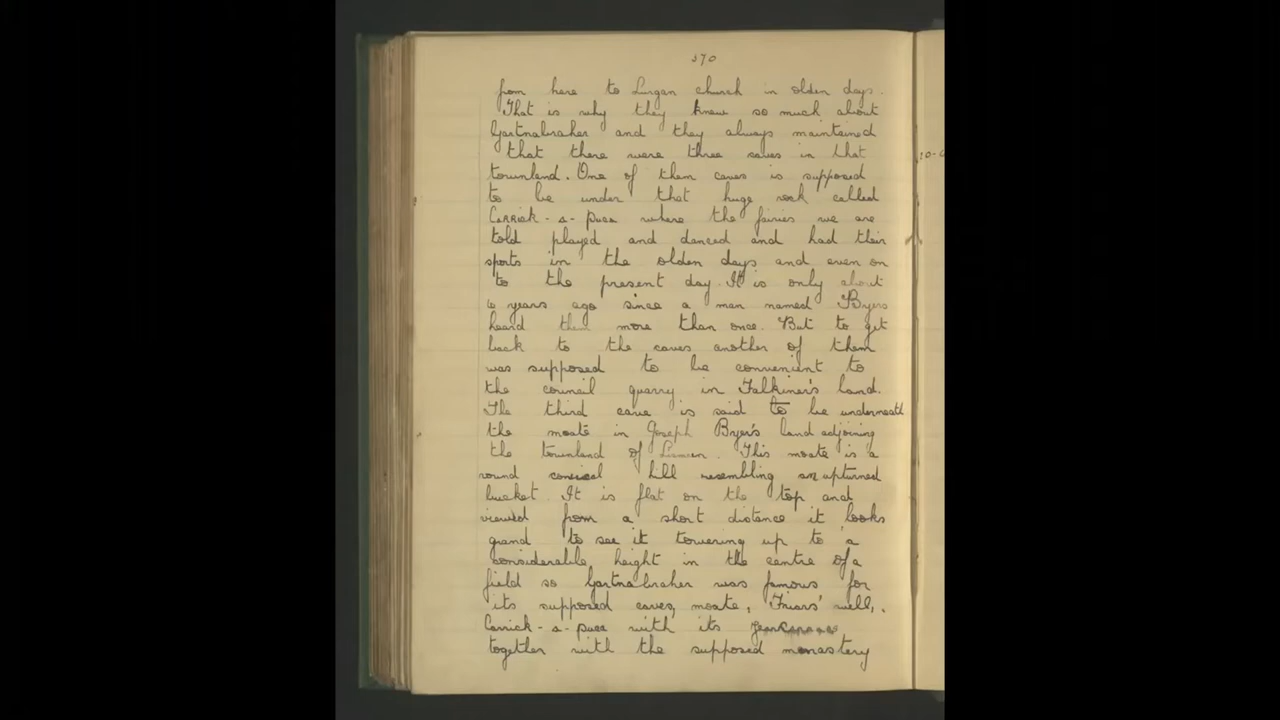 370
from here to Lurgan church in olden days.
That is why they knew so much about
Gartnabraher and they always maintained
that there were three caves in that
townland. One of them caves is supposed
to be under that huge rock called
Carrick-a-puca where the fairies we are
told played and danced and had their
sports in the olden days and even on
to the present day. It is only about
years ago since a man named Byers
heard them more than once. But to get
back to the caves another of them
was supposed to be convenient to
the council quarry in Falkiner's land.
The third cave is said to be underneath
the moate in Joseph Byer's land adjoining
the townland of . This moate is a
round conical hill resembling an upturned
bucket. It is flat on the top and
viewed from a short distance it looks
grand to see it towering up to a
considerable height in the centre of a
field so Gartnabraher was famous for
its supposed caves, moate, Friars' well,.
Carrick-a-puca with its
together with the supposed monastery
10-